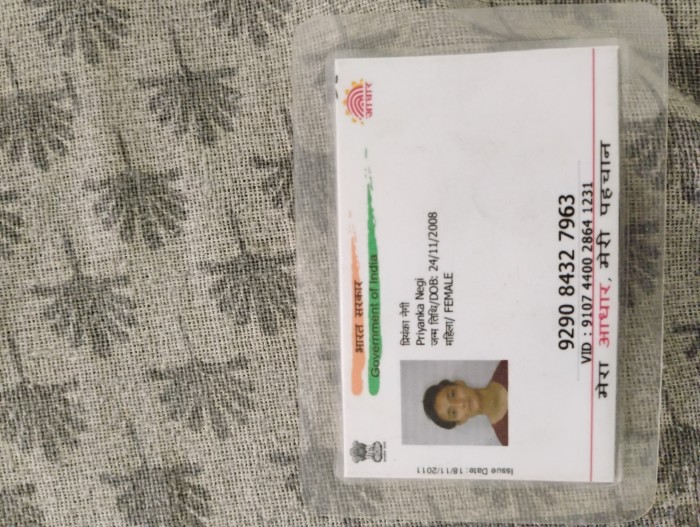 भारत सरकार
Government of India
आधार
Issue Date: 18/11/2011
प्रियंका नेगी
Priyanka Negi
जन्म तिथि/DOB: 24/11/2008
महिला/ FEMALE
9290 8432 7963
VID : 9107 4400 2864 1231
मेरा आधार, मेरी पहचान